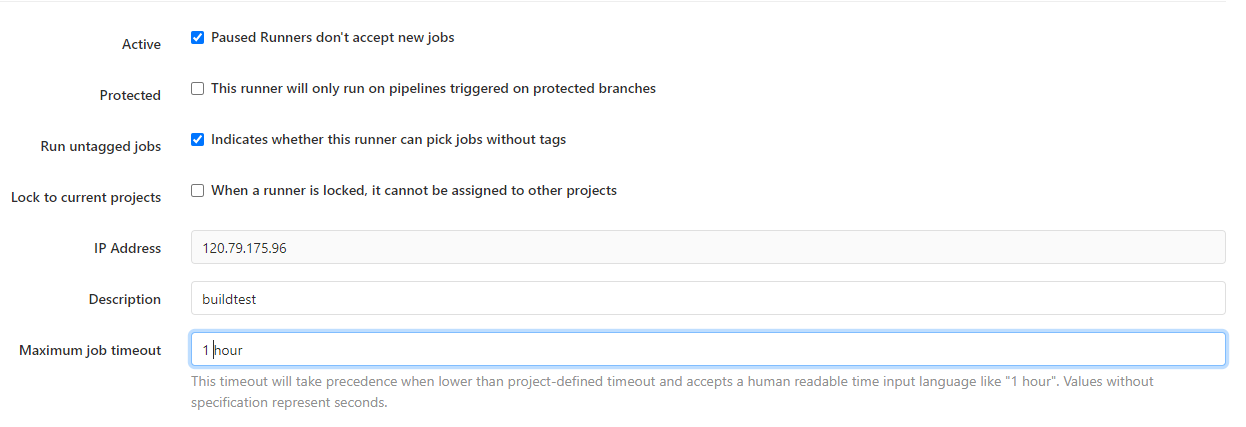 Active Paused Runners don't accept new jobs
Protected This runner will only run on pipelines triggered on protected branches
Run untagged jobs Indicates whether this runner can pick jobs without tags
Lock to current projects When a runner is locked, it cannot be assigned to other projects
IP Address 120.79.175.96
Description buildtest
Maximum job timeout 1 hour
This timeout will take precedence when lower than project-defined timeout and accepts a human readable time input language like "1 hour". Values without
specification represent seconds.